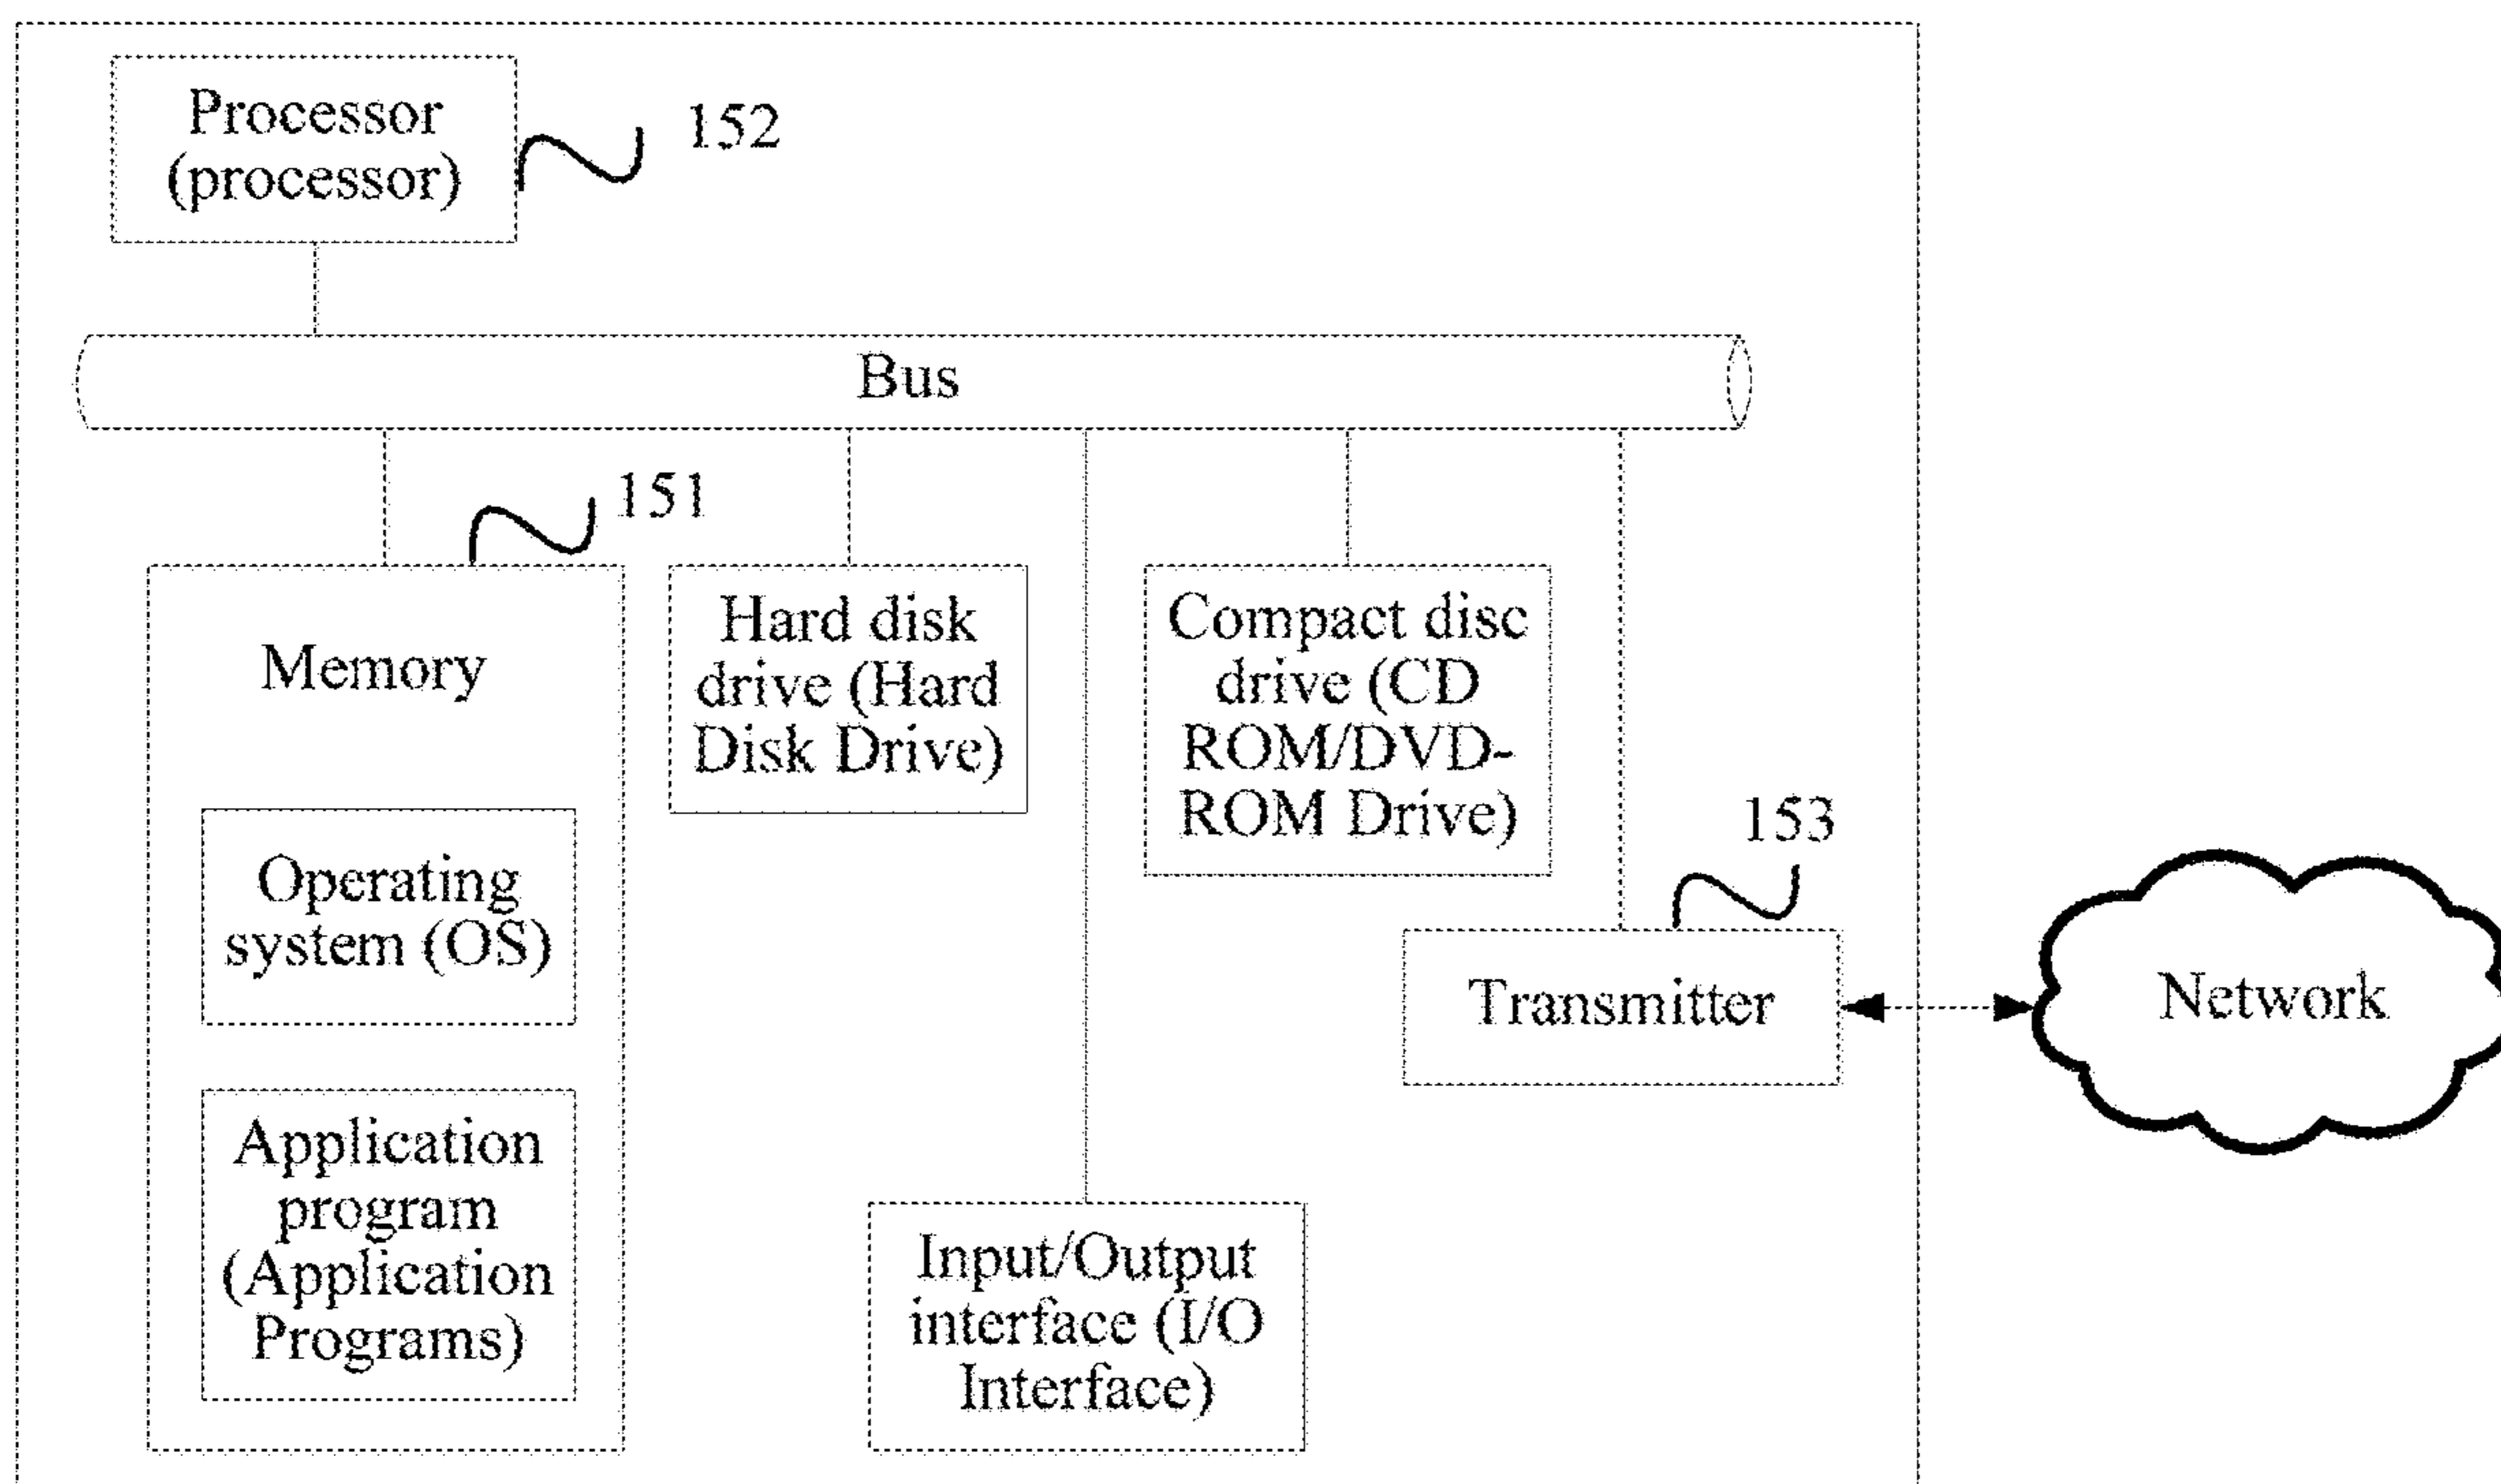 Processor
(processor)
152
Bus
151
Memory
Operating
system (OS)
Application
program
(Application
Programs)
Hard disk
drive (Hard
Disk Drive)
Compact disc
drive (CD
ROM/DVD-
ROM Drive)
153
Transmitter
Network
Input/Output
interface (I/O
Interface)